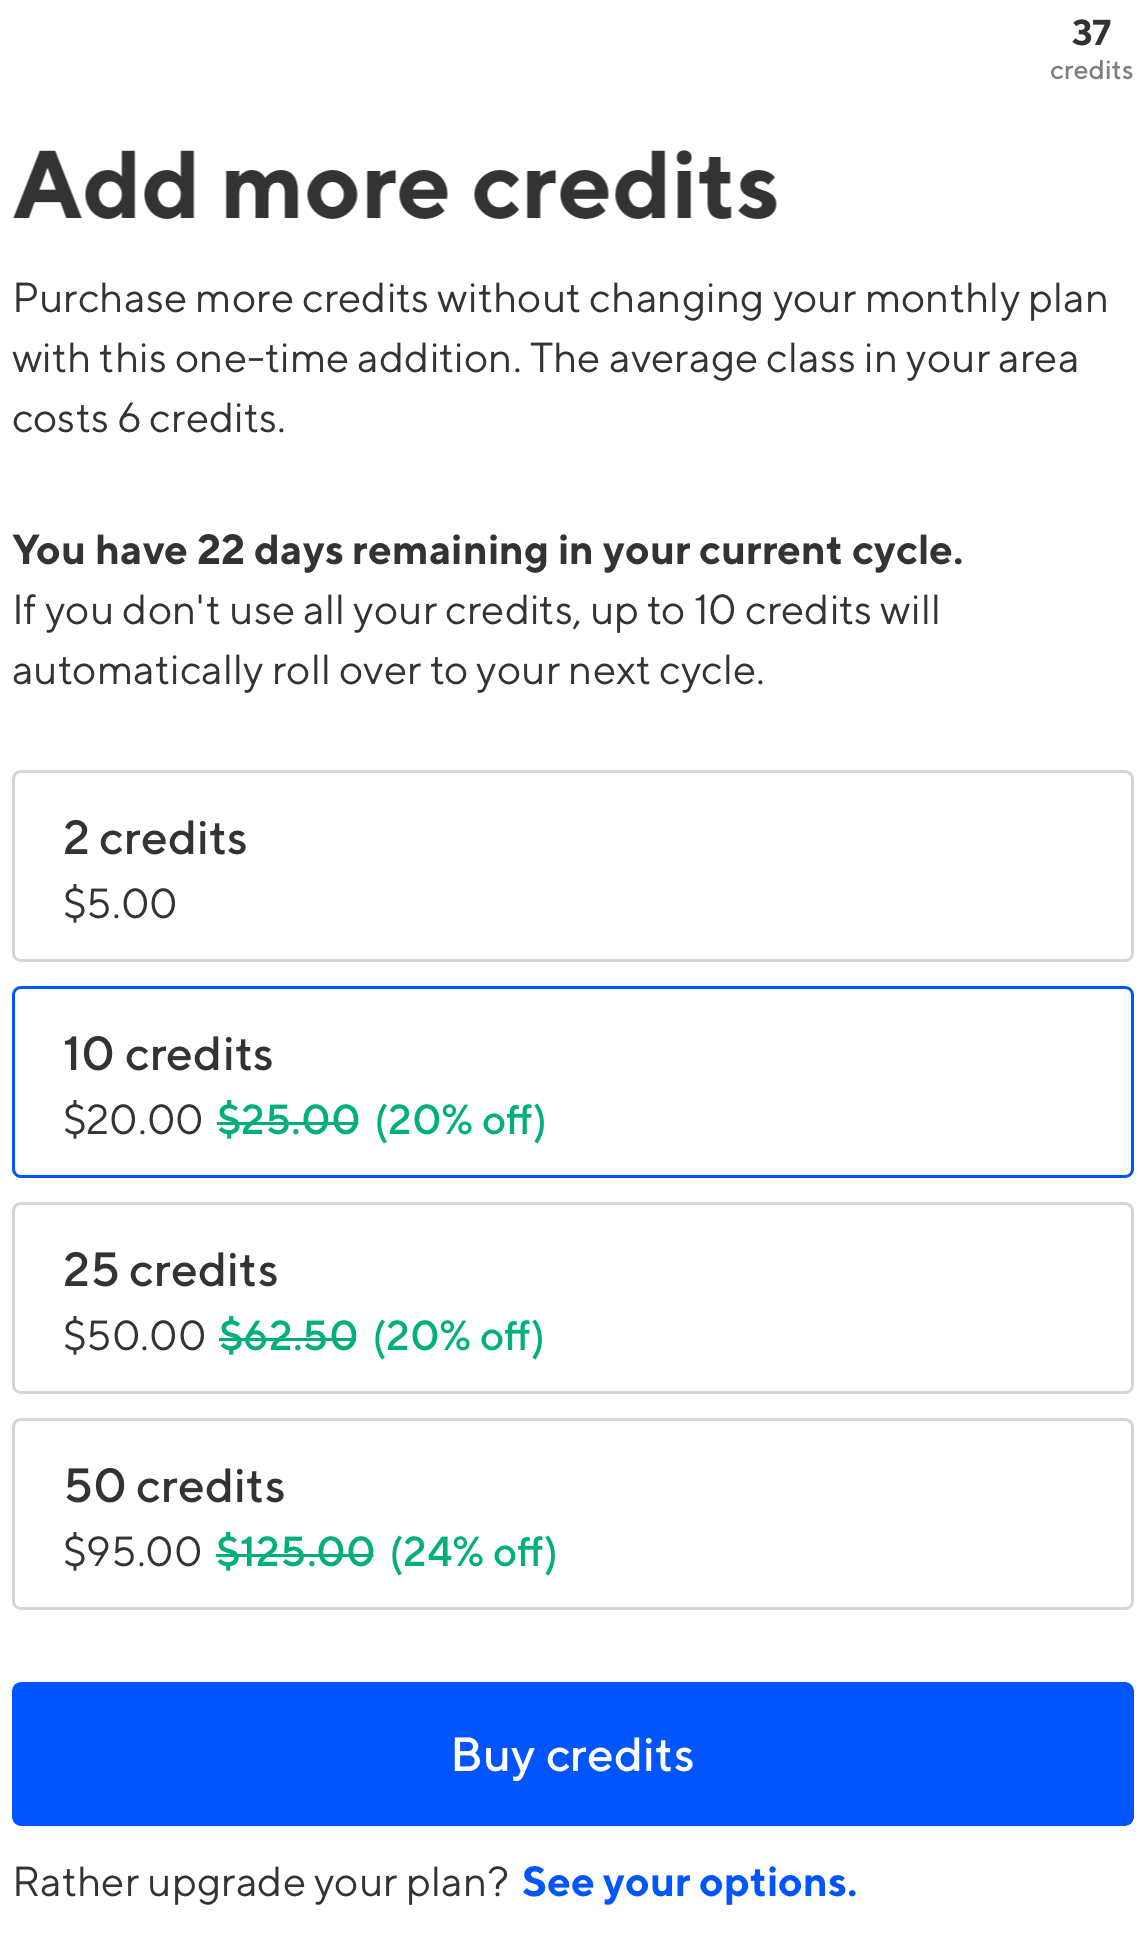 37
credits
Add more credits
Purchase more credits without changing your monthly plan
with this one-time addition. The average class in your area
costs 6 credits.
You have 22 days remaining in your current cycle.
If you don't use all your credits, up to 10 credits will
automatically roll over to your next cycle.
2 credits
$5.00
10 credits
$20.00 $25.00 (20% off)
25 credits
$50.00 $62.50 (20% off)
50 credits
$95.00 $125.00 (24% off)
Buy credits
Rather upgrade your plan? See your options.